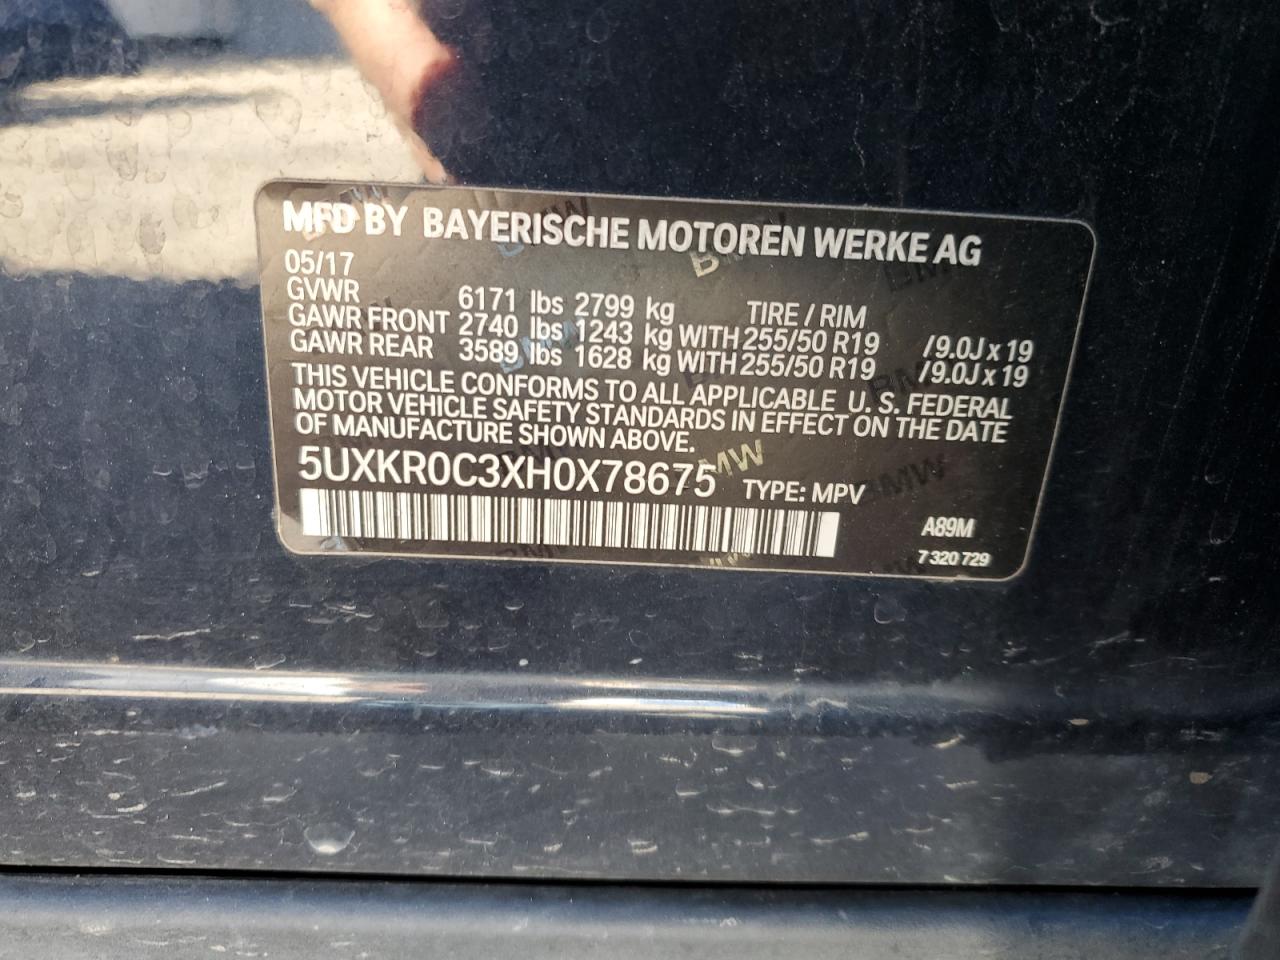 MFD BY BAYERISCHE MOTOREN WERKE AG
05/17
GVWR 6171 lbs 2799 kg TIRE / RIM
GAWR FRONT 2740 lbs 1243 kg WITH 255/50 R19 /9.0J x 19
GAWR REAR 3589 lbs 1628 kg WITH 255/50 R19 /9.0J x 19
THIS VEHICLE CONFORMS TO ALL APPLICABLE U. S. FEDERAL
MOTOR VEHICLE SAFETY STANDARDS IN EFFECT ON THE DATE
OF MANUFACTURE SHOWN ABOVE.
5UXKR0C3XH0X78675 TYPE: MPV
A89M
7 320 729